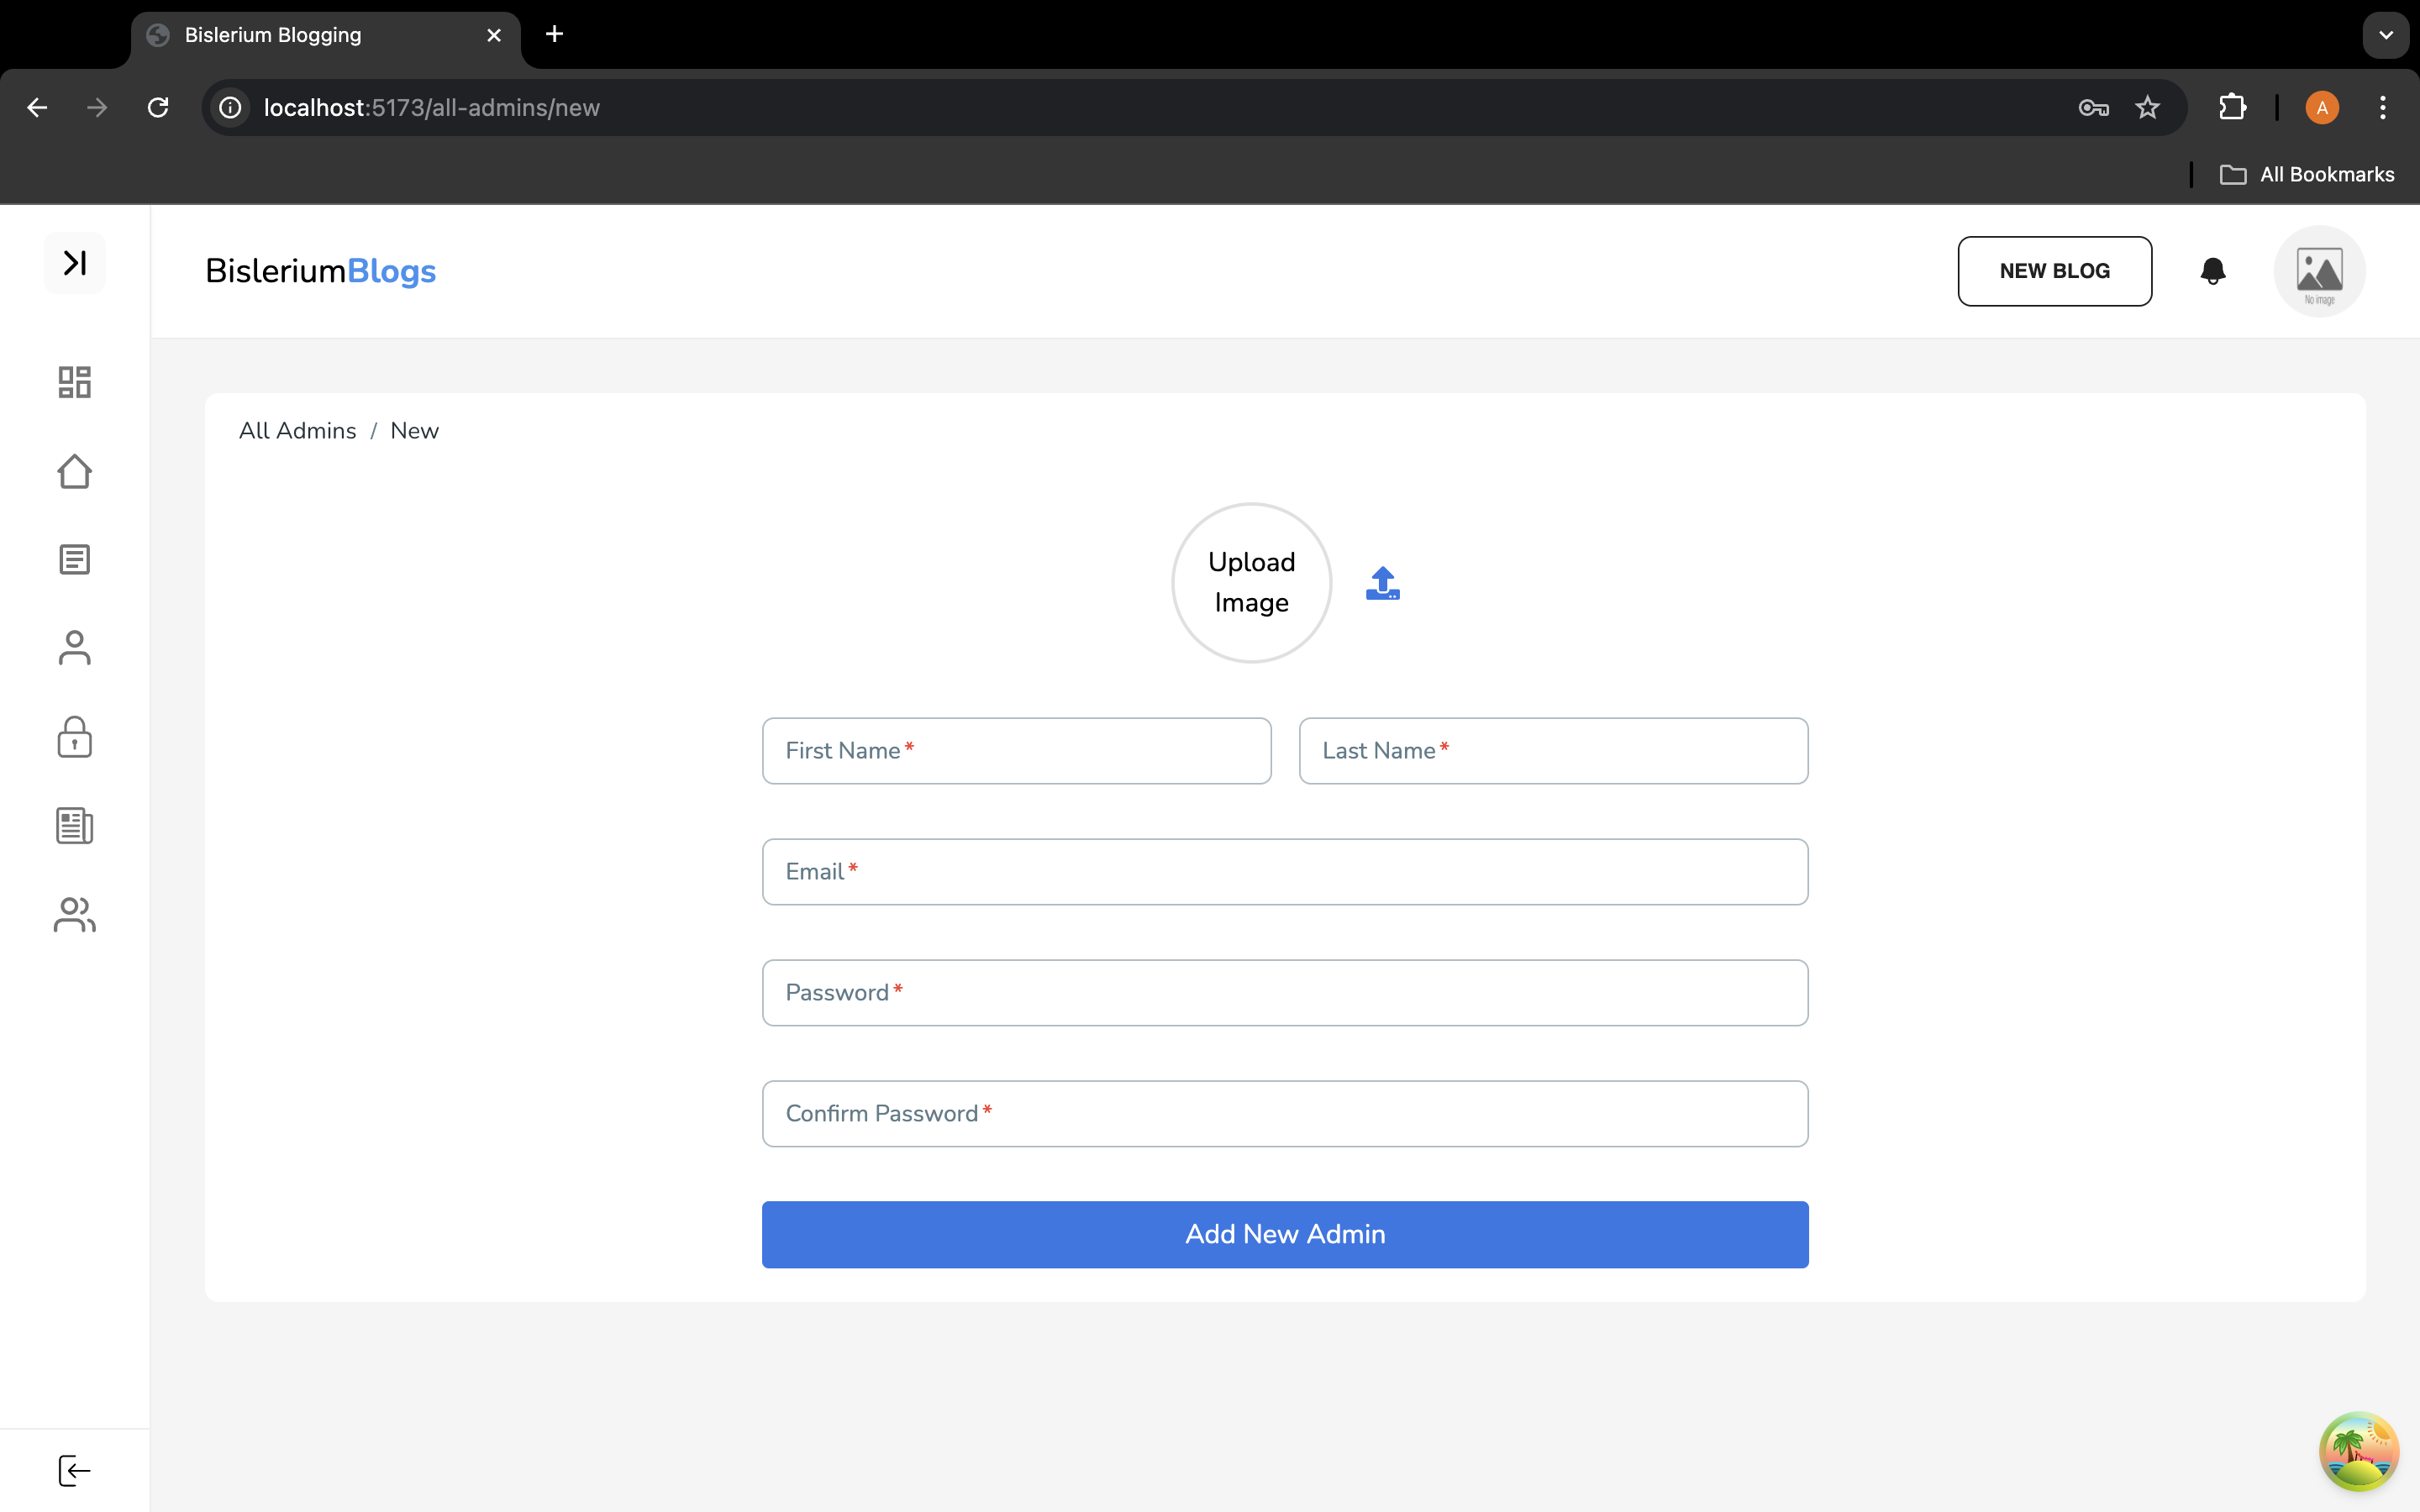 Bislerium Blogging
localhost:5173/all-admins/new
A
All Bookmarks
BisleriumBlogs
NEW BLOG
No image
All Admins / New
Upload
Image
First Name*
Last Name*
Email*
Password*
Confirm Password*
Add New Admin